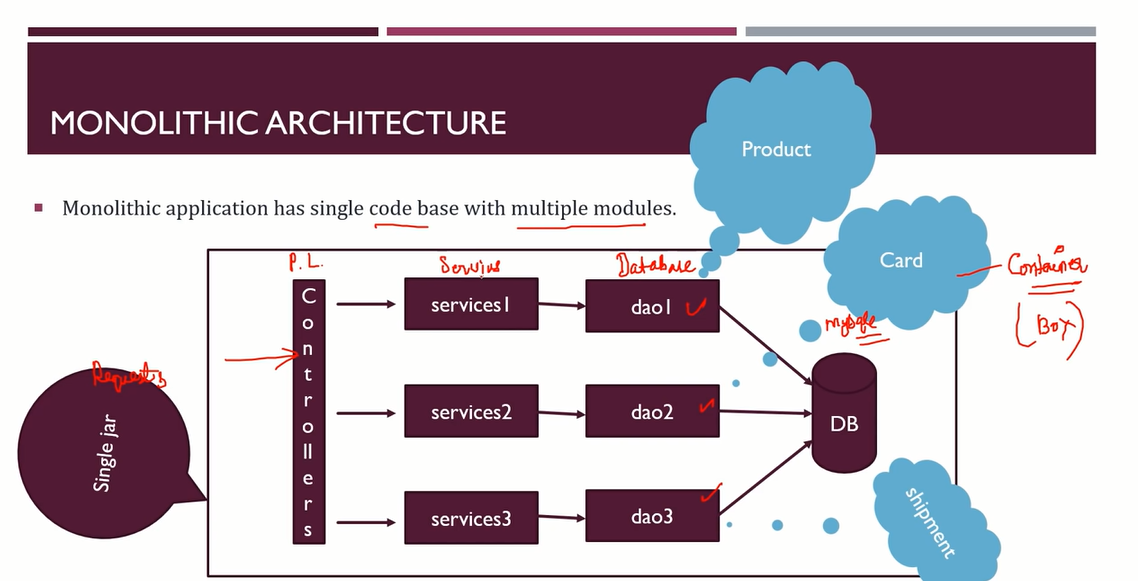 MONOLITHIC ARCHITECTURE
Product
Monolithic application has single code base with multiple modules.
Card
Container
(Box)
P.L.
Services
Database
Controllers
services1
dao1
mysql
Requests
services2
dao2
DB
Single jar
services3
dao3
shipment